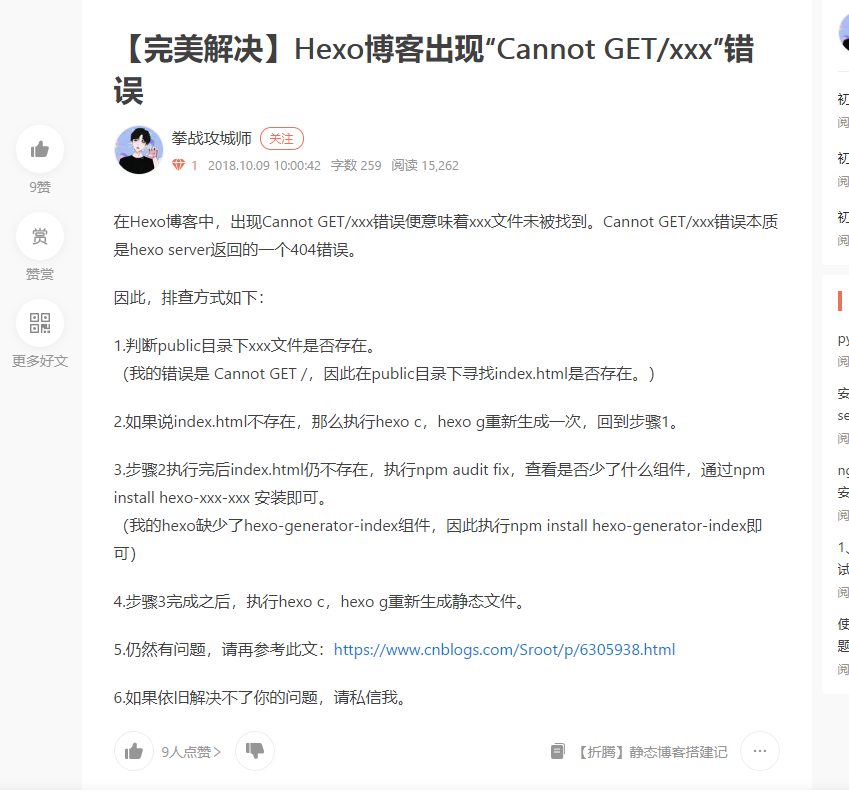 【完美解决】Hexo博客出现“Cannot GET/xxx”错
误
拳战攻城师 关注
1 2018.10.09 10:00:42 字数 259 阅读 15,262
9赞
赏
赞赏
更多好文
在Hexo博客中，出现Cannot GET/xxx错误便意味着xxx文件未被找到。Cannot GET/xxx错误本质
是hexo server返回的一个404错误。
因此，排查方式如下：
1.判断public目录下xxx文件是否存在。
（我的错误是 Cannot GET /，因此在public目录下寻找index.html是否存在。）
2.如果说index.html不存在，那么执行hexo c，hexo g重新生成一次，回到步骤1。
3.步骤2执行完后index.html仍不存在，执行npm audit fix，查看是否少了什么组件，通过npm
install hexo-xxx-xxx 安装即可。
（我的hexo缺少了hexo-generator-index组件，因此执行npm install hexo-generator-index即
可）
4.步骤3完成之后，执行hexo c，hexo g重新生成静态文件。
5.仍然有问题，请再参考此文：https://www.cnblogs.com/Sroot/p/6305938.html
6.如果依旧解决不了你的问题，请私信我。
9人点赞>
【折腾】静态博客搭建记
...
初
阅
初
阅
初
阅
py
阅
安
se
阅
ng
安
阅
1、
试
阅
使
题
阅